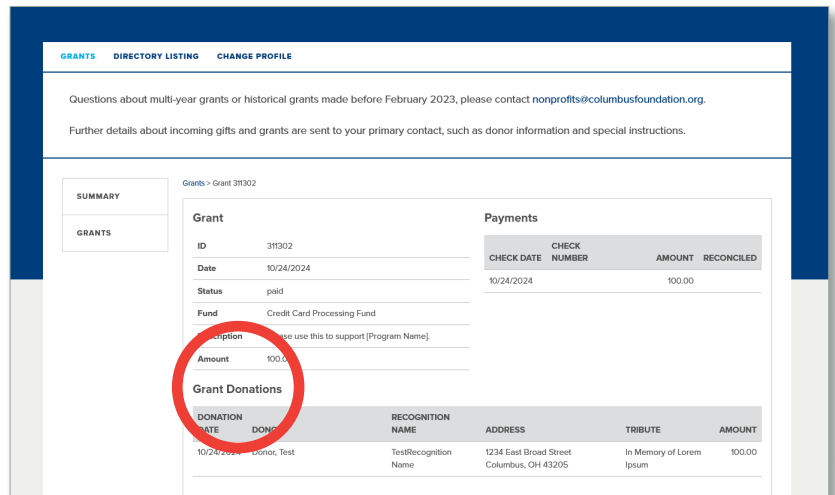 GRANTS DIRECTORY LISTING CHANGE PROFILE
Questions about multi-year grants or historical grants made before February 2023, please contact nonprofits@columbusfoundation.org.
Further details about incoming gifts and grants are sent to your primary contact, such as donor information and special instructions.
SUMMARY
GRANTS
Grants > Grant 311302
Grant
ID 311302
Date 10/24/2024
Status paid
Fund Credit Card Processing Fund
use this to support [Program Name].
Amount
Payments
CHECK DATE CHECK NUMBER AMOUNT RECONCILED
10/24/2024 100.00
Grant Donations
DONATION RECOGNITION
NAME ADDRESS TRIBUTE AMOUNT
10/24/2024 Donor, Test TestRecognition 1234 East Broad Street In Memory of Lorem 100.00
Name Columbus, OH 43205 Ipsum